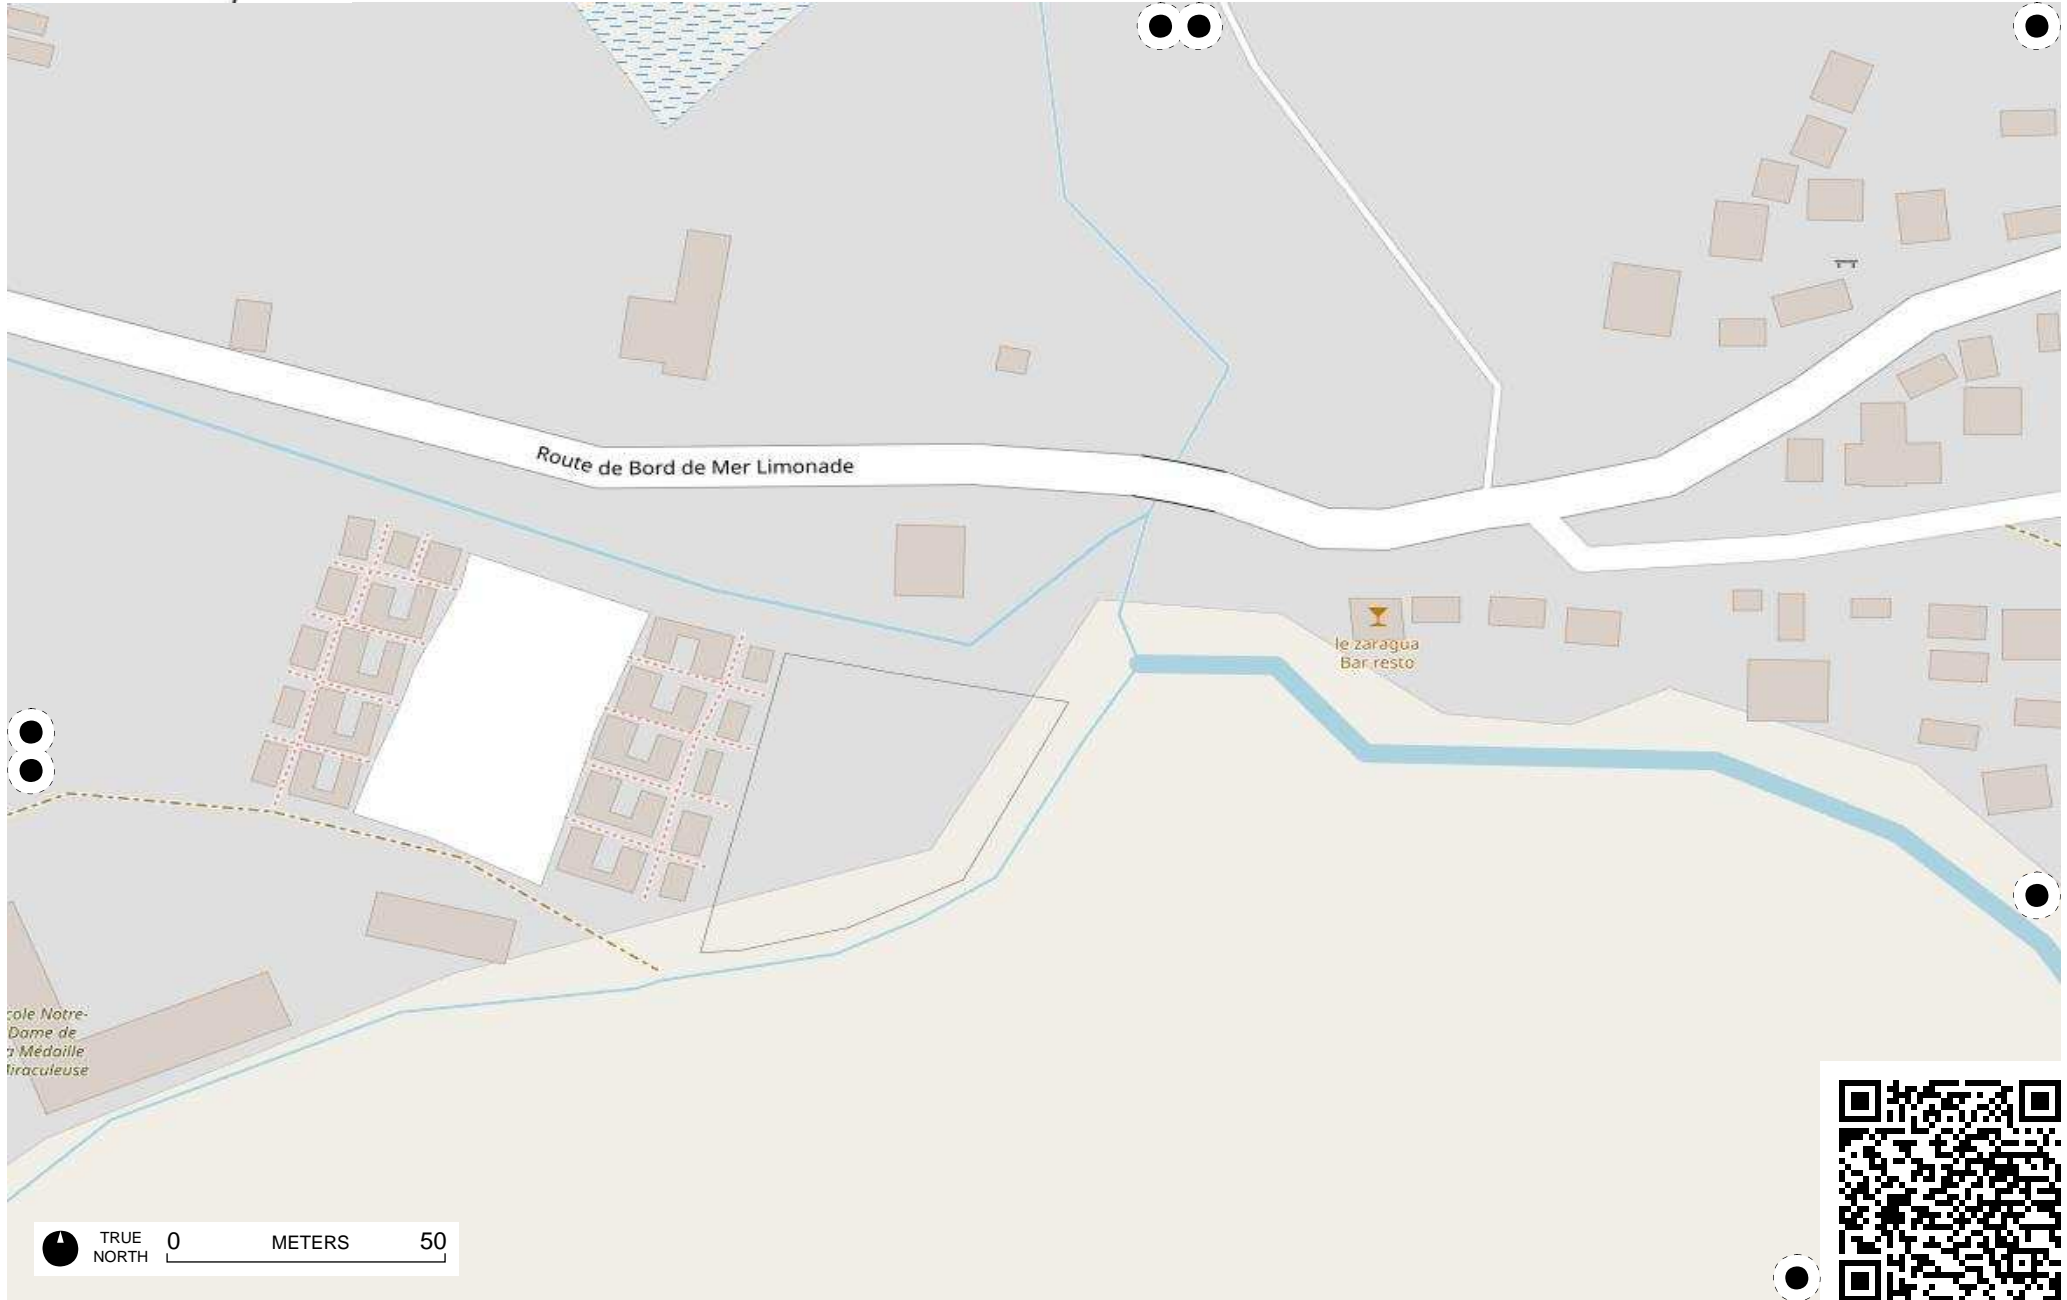 Route de Bord de Mer Limonade
le zaragua
Bar resto
cole Notre-
Dame de
a Médaille
Miraculeuse
TRUE
NORTH
0 METERS 50